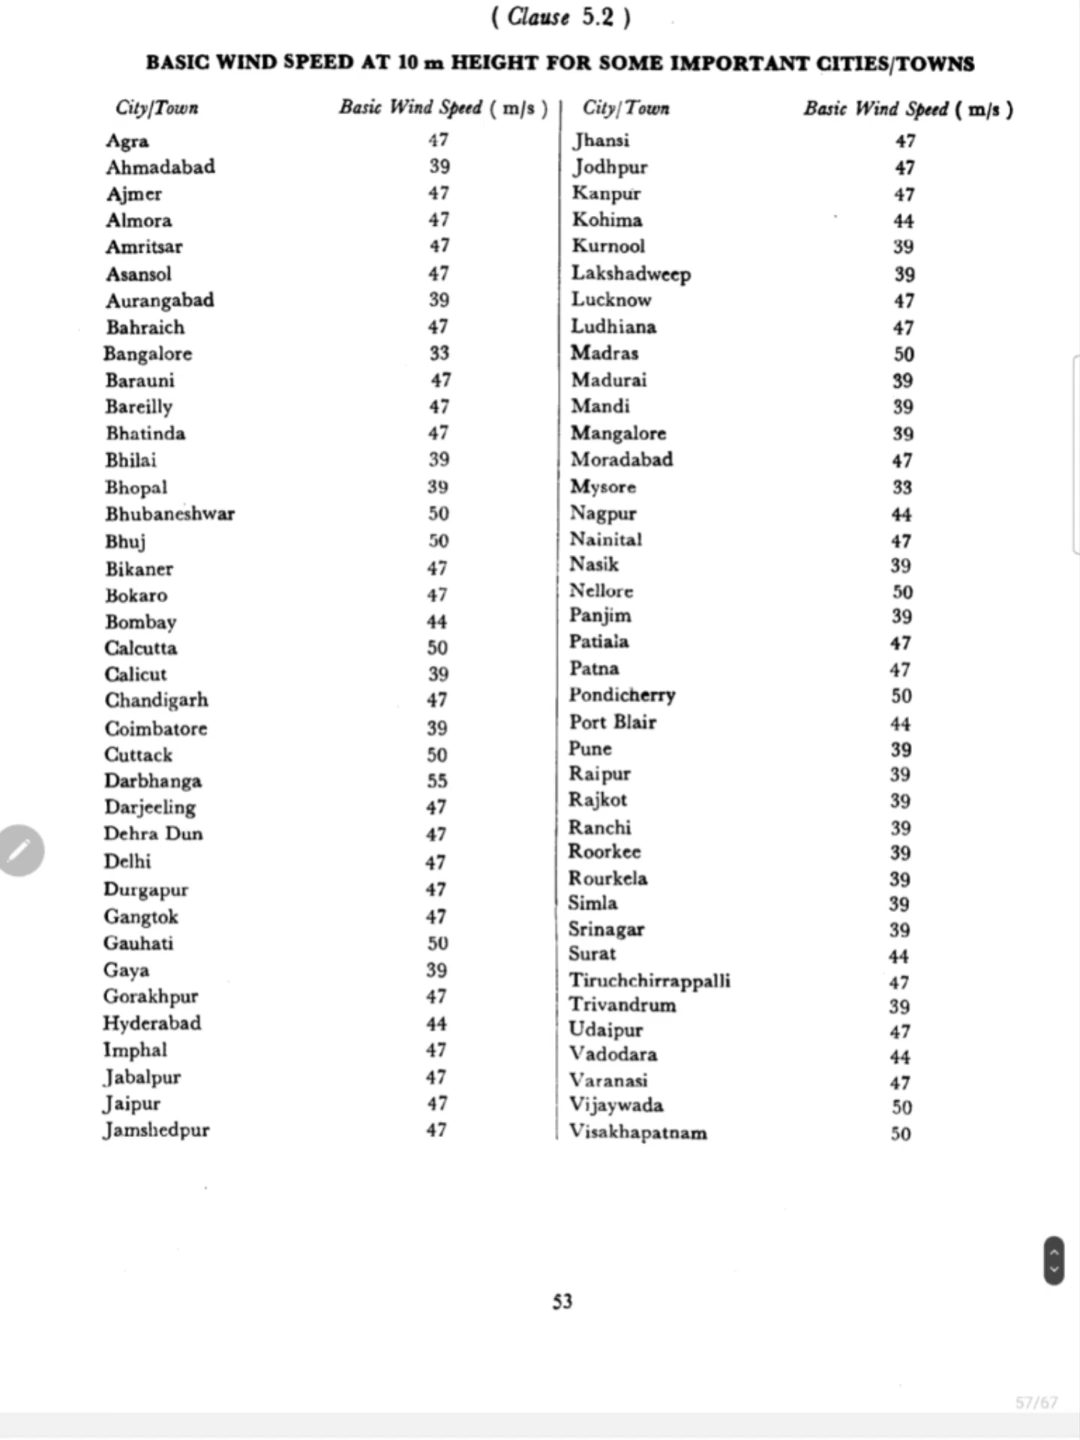 ( Clause 5.2 )
BASIC WIND SPEED AT 10 m HEIGHT FOR SOME IMPORTANT CITIES/TOWNS
City/Town Basic Wind Speed ( m/s ) City/Town Basic Wind Speed ( m/s )
Agra 47 Jhansi 47
Ahmadabad 39 Jodhpur 47
Ajmer 47 Kanpur 47
Almora 47 Kohima 44
Amritsar 47 Kurnool 39
Asansol 47 Lakshadweep 39
Aurangabad 39 Lucknow 47
Bahraich 47 Ludhiana 47
Bangalore 33 Madras 50
Barauni 47 Madurai 39
Bareilly 47 Mandi 39
Bhatinda 47 Mangalore 39
Bhilai 39 Moradabad 47
Bhopal 39 Mysore 33
Bhubaneshwar 50 Nagpur 44
Bhuj 50 Nainital 47
Bikaner 47 Nasik 39
Bokaro 47 Nellore 50
Bombay 44 Panjim 39
Calcutta 50 Patiala 47
Calicut 39 Patna 47
Chandigarh 47 Pondicherry 50
Coimbatore 39 Port Blair 44
Cuttack 50 Pune 39
Darbhanga 55 Raipur 39
Darjeeling 47 Rajkot 39
Dehra Dun 47 Ranchi 39
Delhi 47 Roorkee 39
Durgapur 47 Rourkela 39
Gangtok 47 Simla 39
Gauhati 50 Srinagar 39
Gaya 39 Surat 44
Gorakhpur 47 Tiruchchirrappalli 47
Hyderabad 44 Trivandrum 39
Imphal 47 Udaipur 47
Jabalpur 47 Vadodara 44
Jaipur 47 Varanasi 47
Jamshedpur 47 Vijaywada 50
Visakhapatnam 50
53
57/67